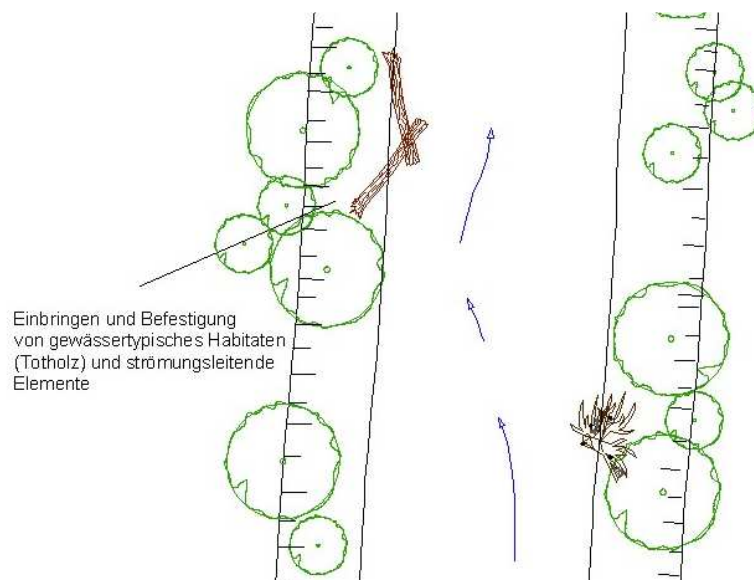 Einbringen und Befestigung
von gewässertypisches Habitaten
(Totholz) und strömungsleitende
Elemente